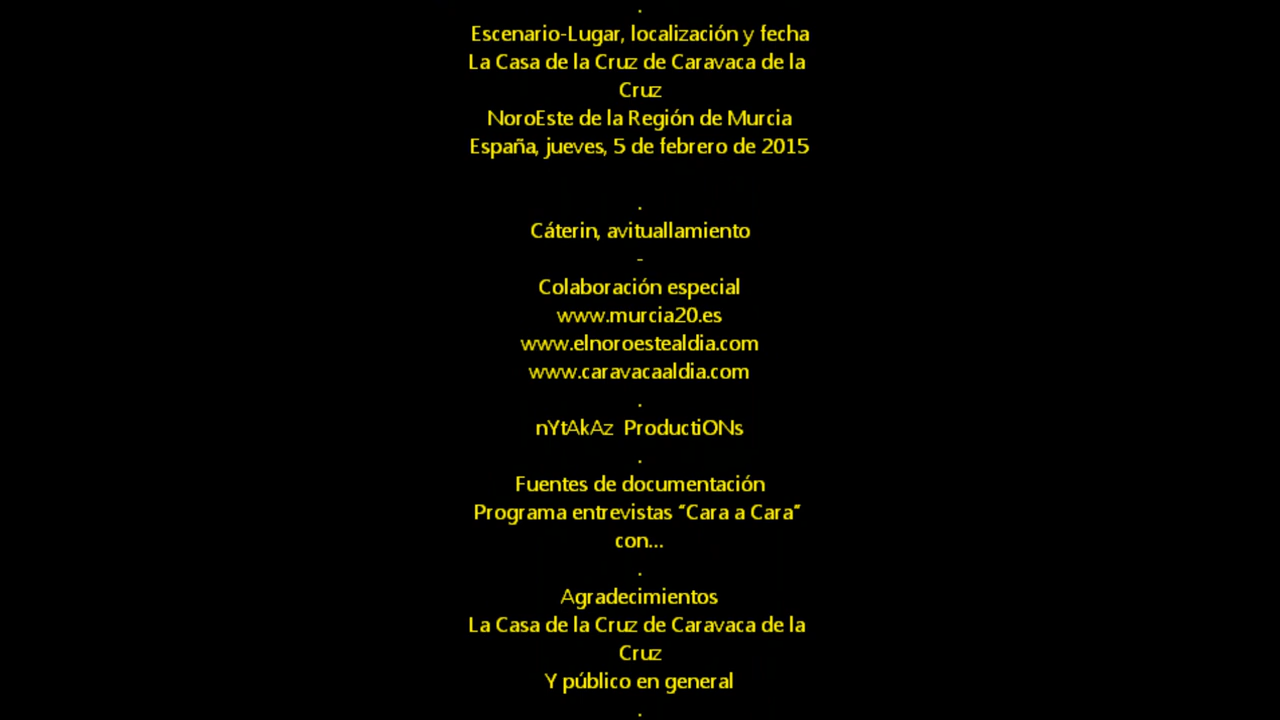 .
Escenario-Lugar, localización y fecha
La Casa de la Cruz de Caravaca de la
Cruz
NoroEste de la Región de Murcia
España, jueves, 5 de febrero de 2015
.
Cáterin, avituallamiento
-
Colaboración especial
www.murcia20.es
www.elnoroestealdia.com
www.caravacaaldia.com
.
nYtAkAz ProductiONs
.
Fuentes de documentación
Programa entrevistas “Cara a Cara”
con...
.
Agradecimientos
La Casa de la Cruz de Caravaca de la
Cruz
Y público en general
.